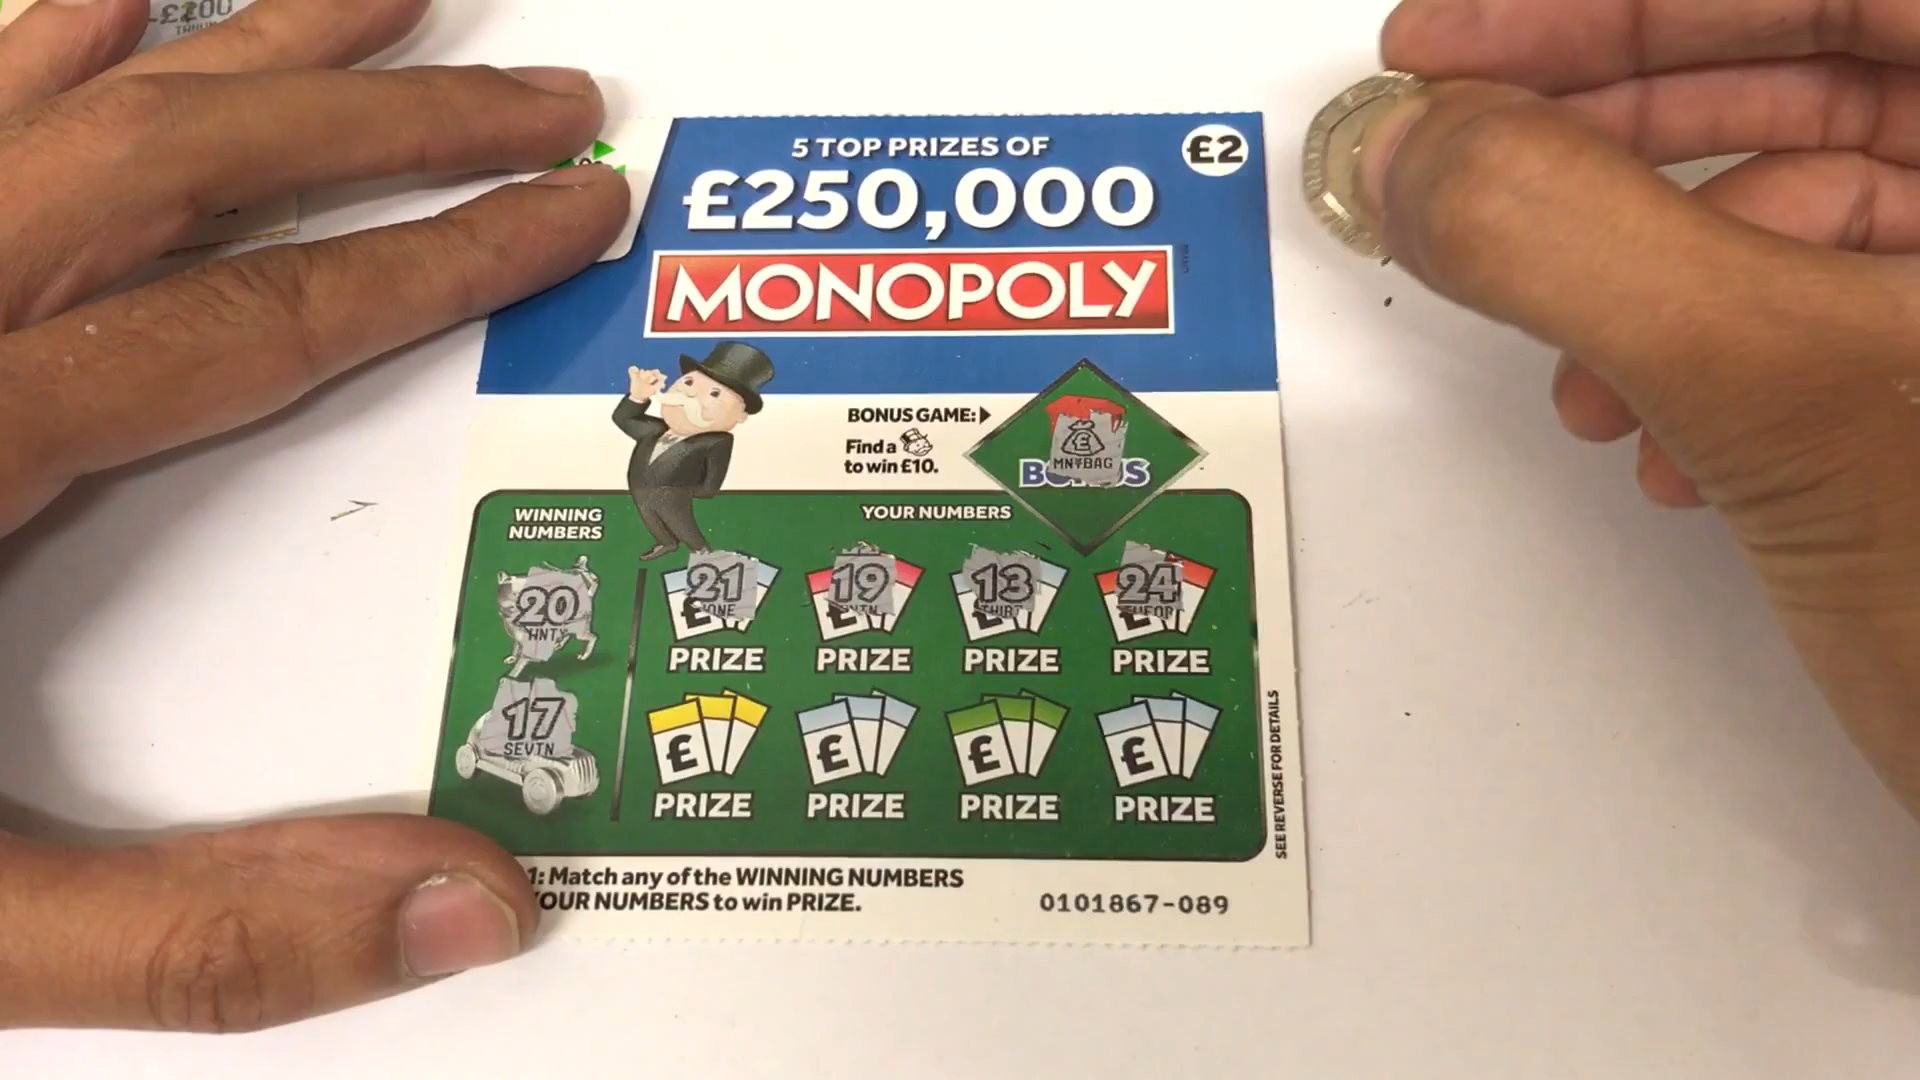 £200
5 TOP PRIZES OF
£2
£250,000
MONOPOLY
BONUS GAME:
Find a
to win £10.
£
MNYBAG
WINNING
NUMBERS
YOUR NUMBERS
20
17
SEVTN
21 19 13 24
£ £ £ £
PRIZE PRIZE PRIZE PRIZE
£ £ £ £
PRIZE PRIZE PRIZE PRIZE
SEE REVERSE FOR DETAILS
1: Match any of the WINNING NUMBERS
OUR NUMBERS to win PRIZE.
0101867-089